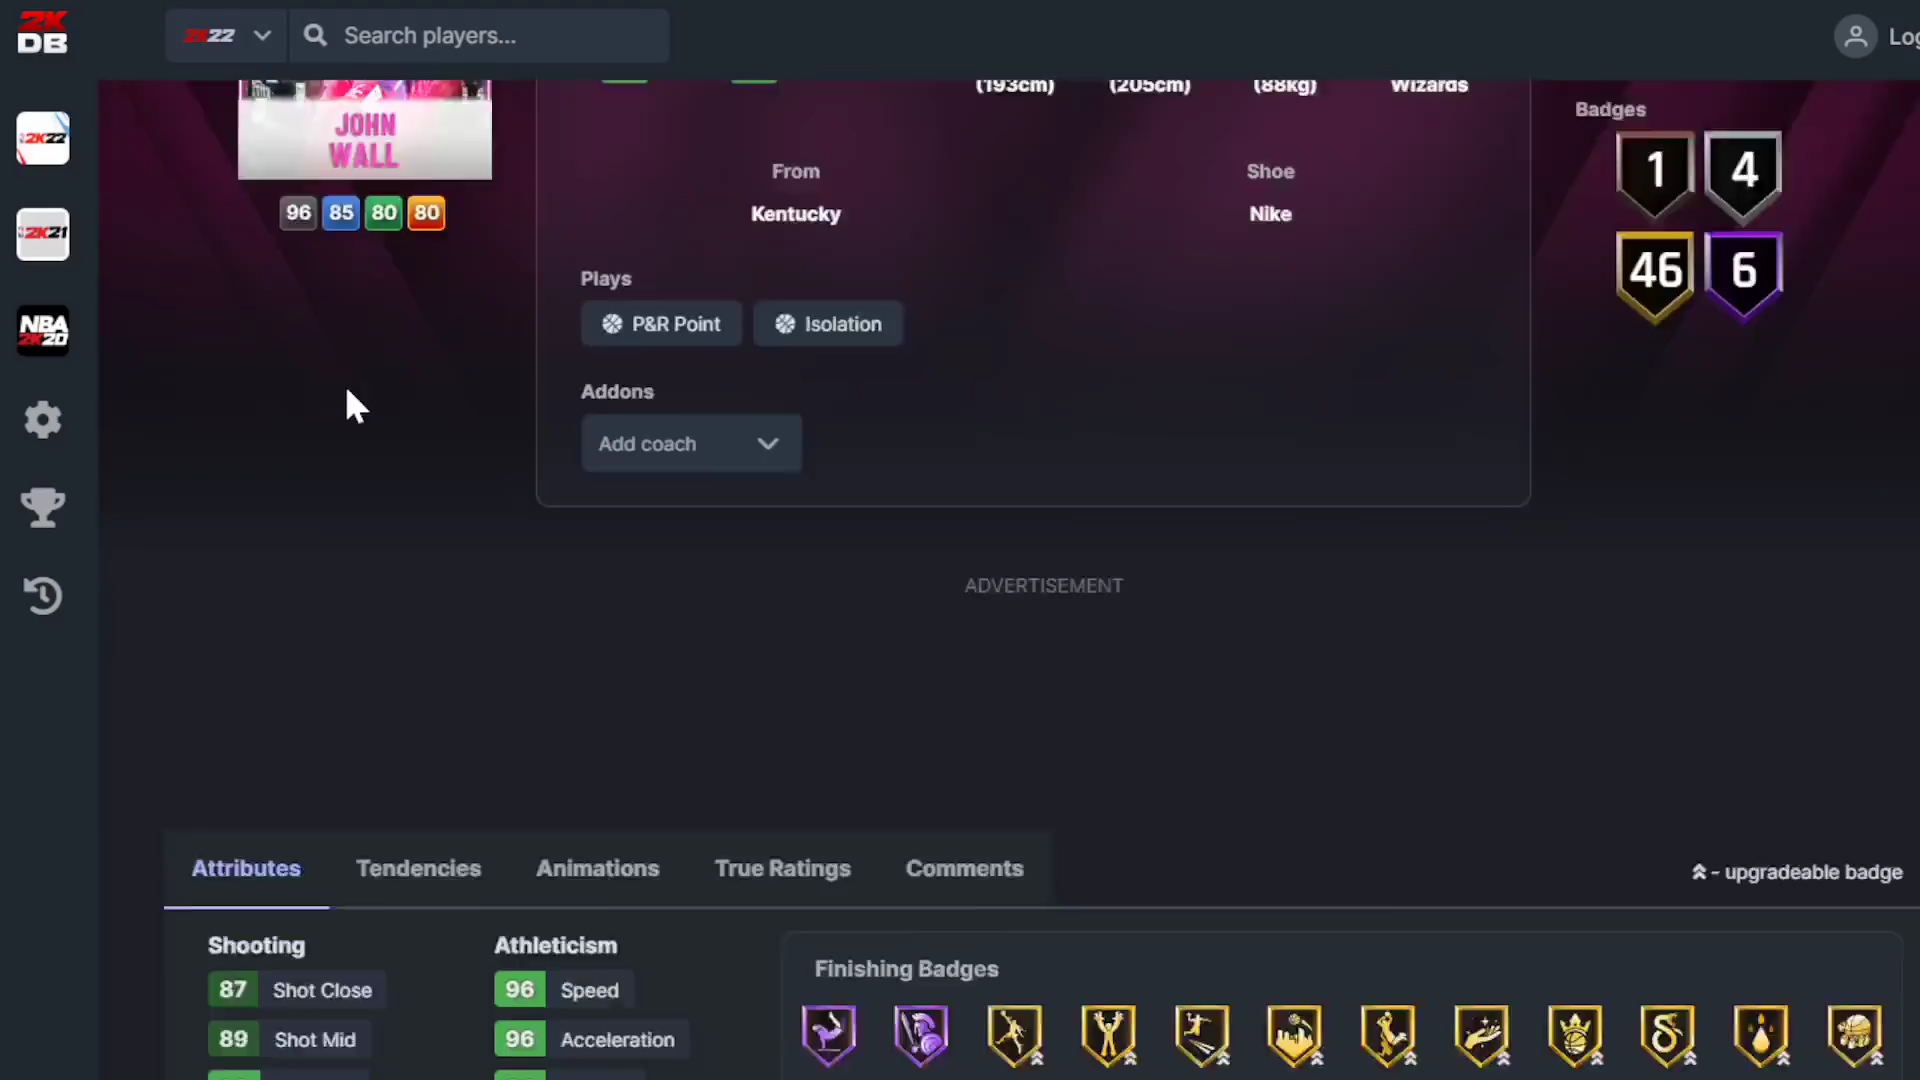 2K
DB
2K22
Search players...
Log
2K22
2K21
NBA
2K20
JOHN
WALL
96 85 80 80
(193cm) (205cm) (88kg) Wizards
From
Kentucky
Shoe
Nike
Plays
P&R Point
Isolation
Addons
Add coach
Badges
1 4
46 6
ADVERTISEMENT
Attributes Tendencies Animations True Ratings Comments
- upgradeable badge
Shooting
87 Shot Close
89 Shot Mid
Athleticism
96 Speed
96 Acceleration
Finishing Badges